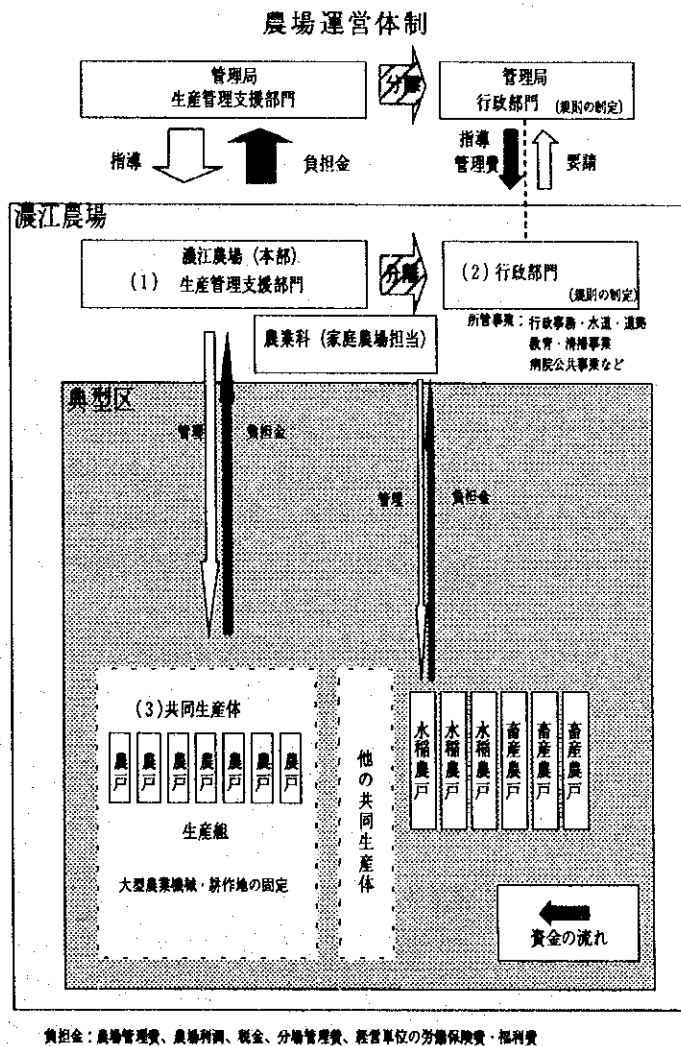 農場運営体制
管理局
生産管理支援部門
分離
管理局
行政部門 (規則の制定)
指導
負担金
指導
管理費
要請
濃江農場
濃江農場 (本部)
(1) 生産管理支援部門
分離
(2) 行政部門
(規則の制定)
所管事業: 行政事務・水道・道路
教育・清掃事業
病院公共事業など
農業科 (家庭農場担当)
典型区
管理
負担金
管理
負担金
(3)共同生産体
農戸
農戸
農戸
農戸
農戸
農戸
農戸
生産組
大型農業機械・耕作地の固定
他の共同生産体
水稲農戸
水稲農戸
水稲農戸
畜産農戸
畜産農戸
畜産農戸
資金の流れ
負担金:農場管理費、農場利潤、税金、分場管理費、経営単位の労働保険費・福利費